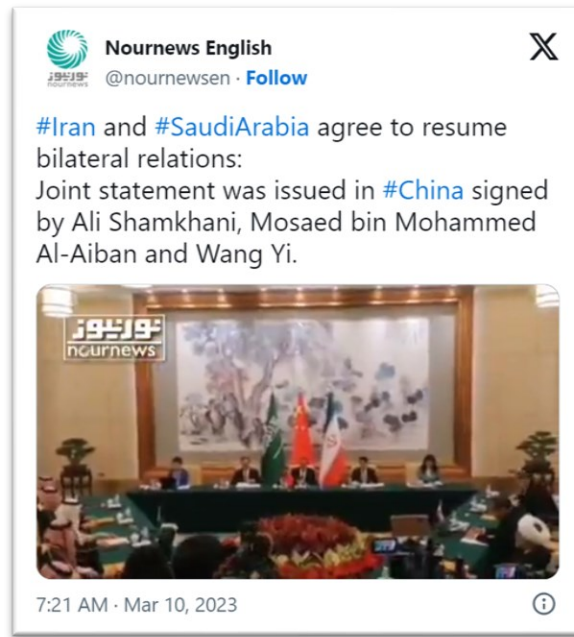 Nournews English
@nournewsen · Follow
نورنیوز
nournews
#Iran and #SaudiArabia agree to resume
bilateral relations:
Joint statement was issued in #China signed
by Ali Shamkhani, Mosaed bin Mohammed
Al-Aiban and Wang Yi.
نورنیوز
nournews
7:21 AM · Mar 10, 2023